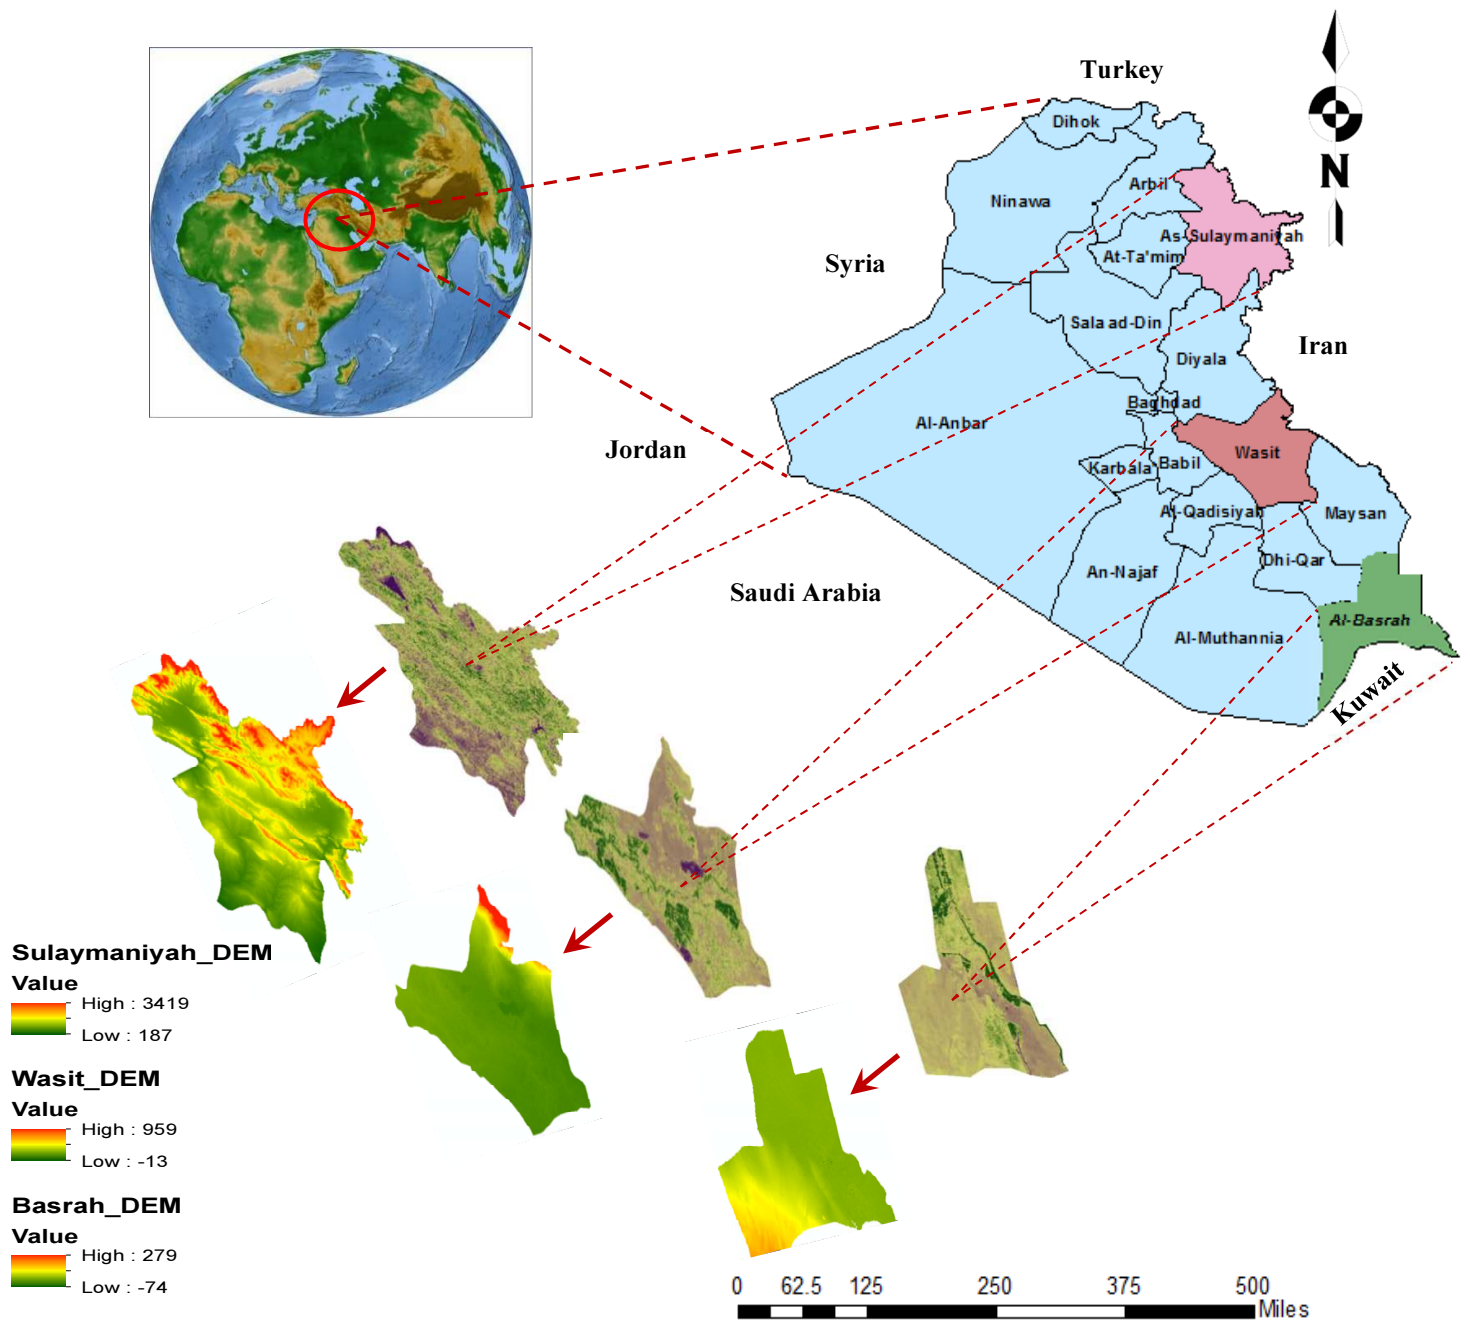 Turkey
Dihok
N
Arbil
Ninawa
As-Sulaymaniyah
At-Ta'mim
Syria
Sala ad-Din
Iran
Diyala
Baghdad
Al-Anbar
Jordan
Wasit
Babil
Karbala
Al-Qadisiyah
Maysan
Dhi-Qar
An-Najaf
Saudi Arabia
Al-Basrah
Al-Muthannia
Kuwait
Sulaymaniyah_DEM
Value
High : 3419
Low : 187
Wasit_DEM
Value
High : 959
Low : -13
Basrah_DEM
Value
High : 279
Low : -74
0 62.5 125 250 375 500
Miles